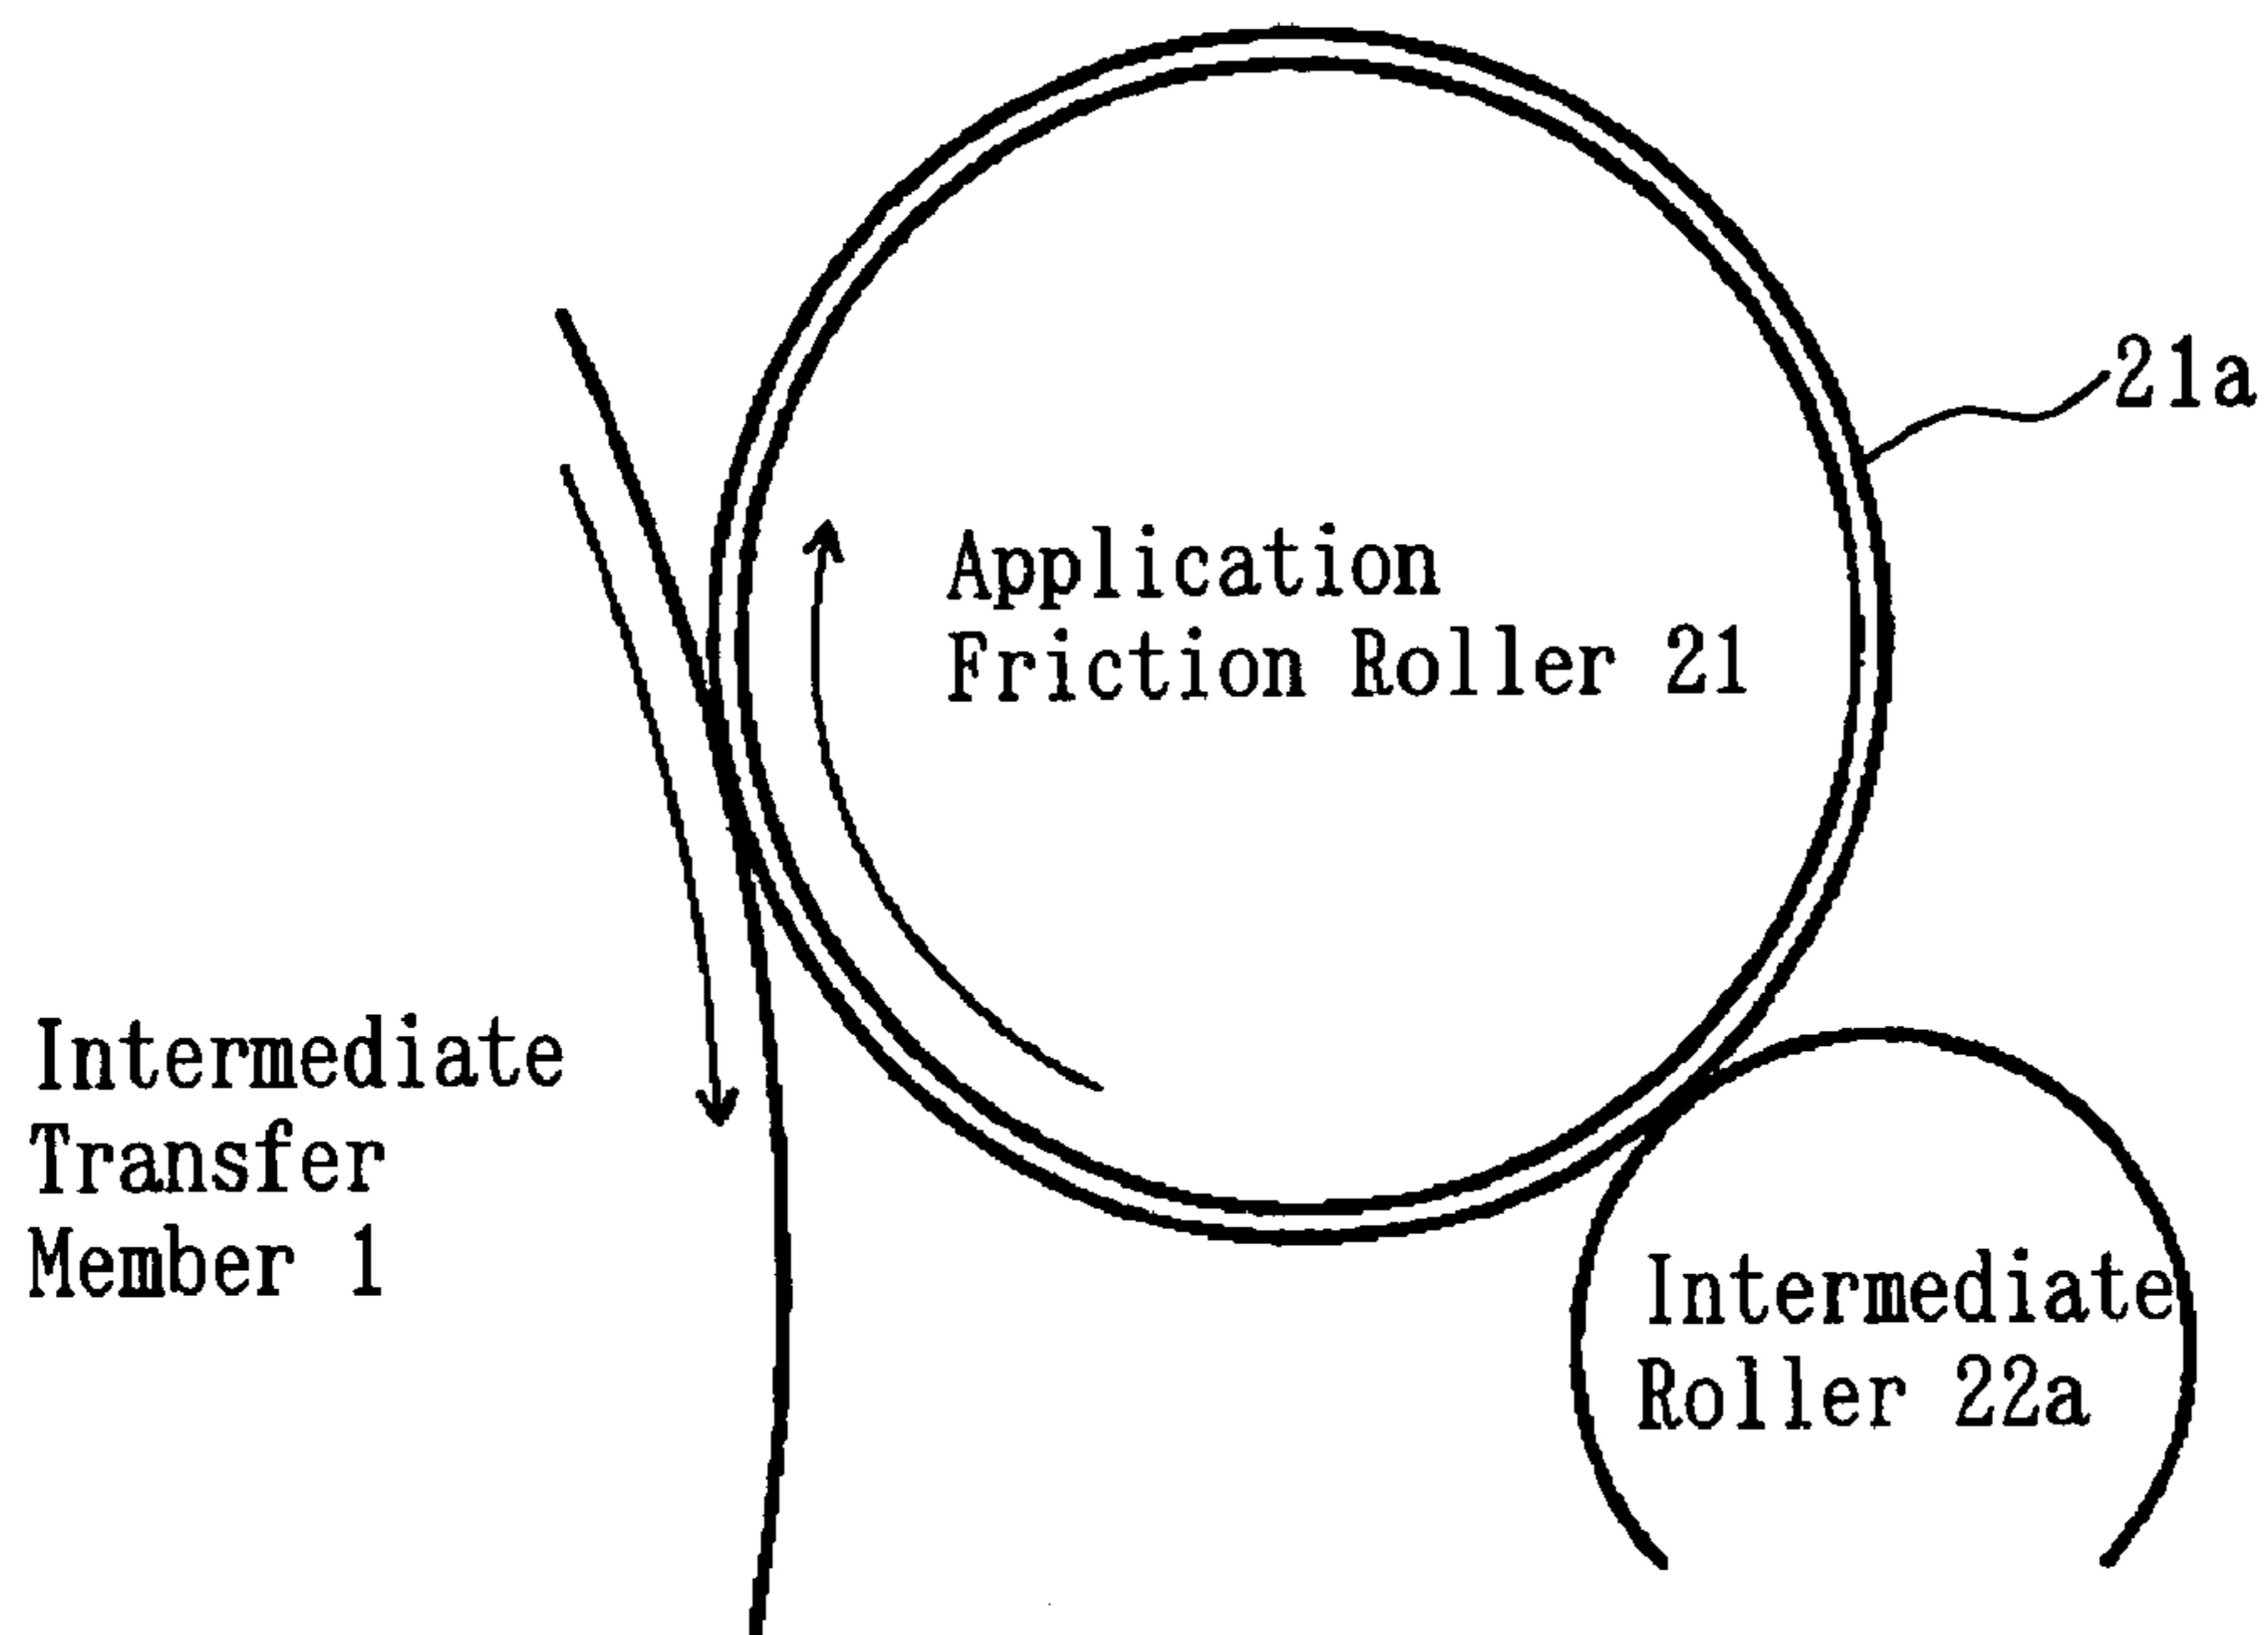 21a
Application
Friction Roller 21
Intermediate
Transfer
Member 1
Intermediate
Roller 22a